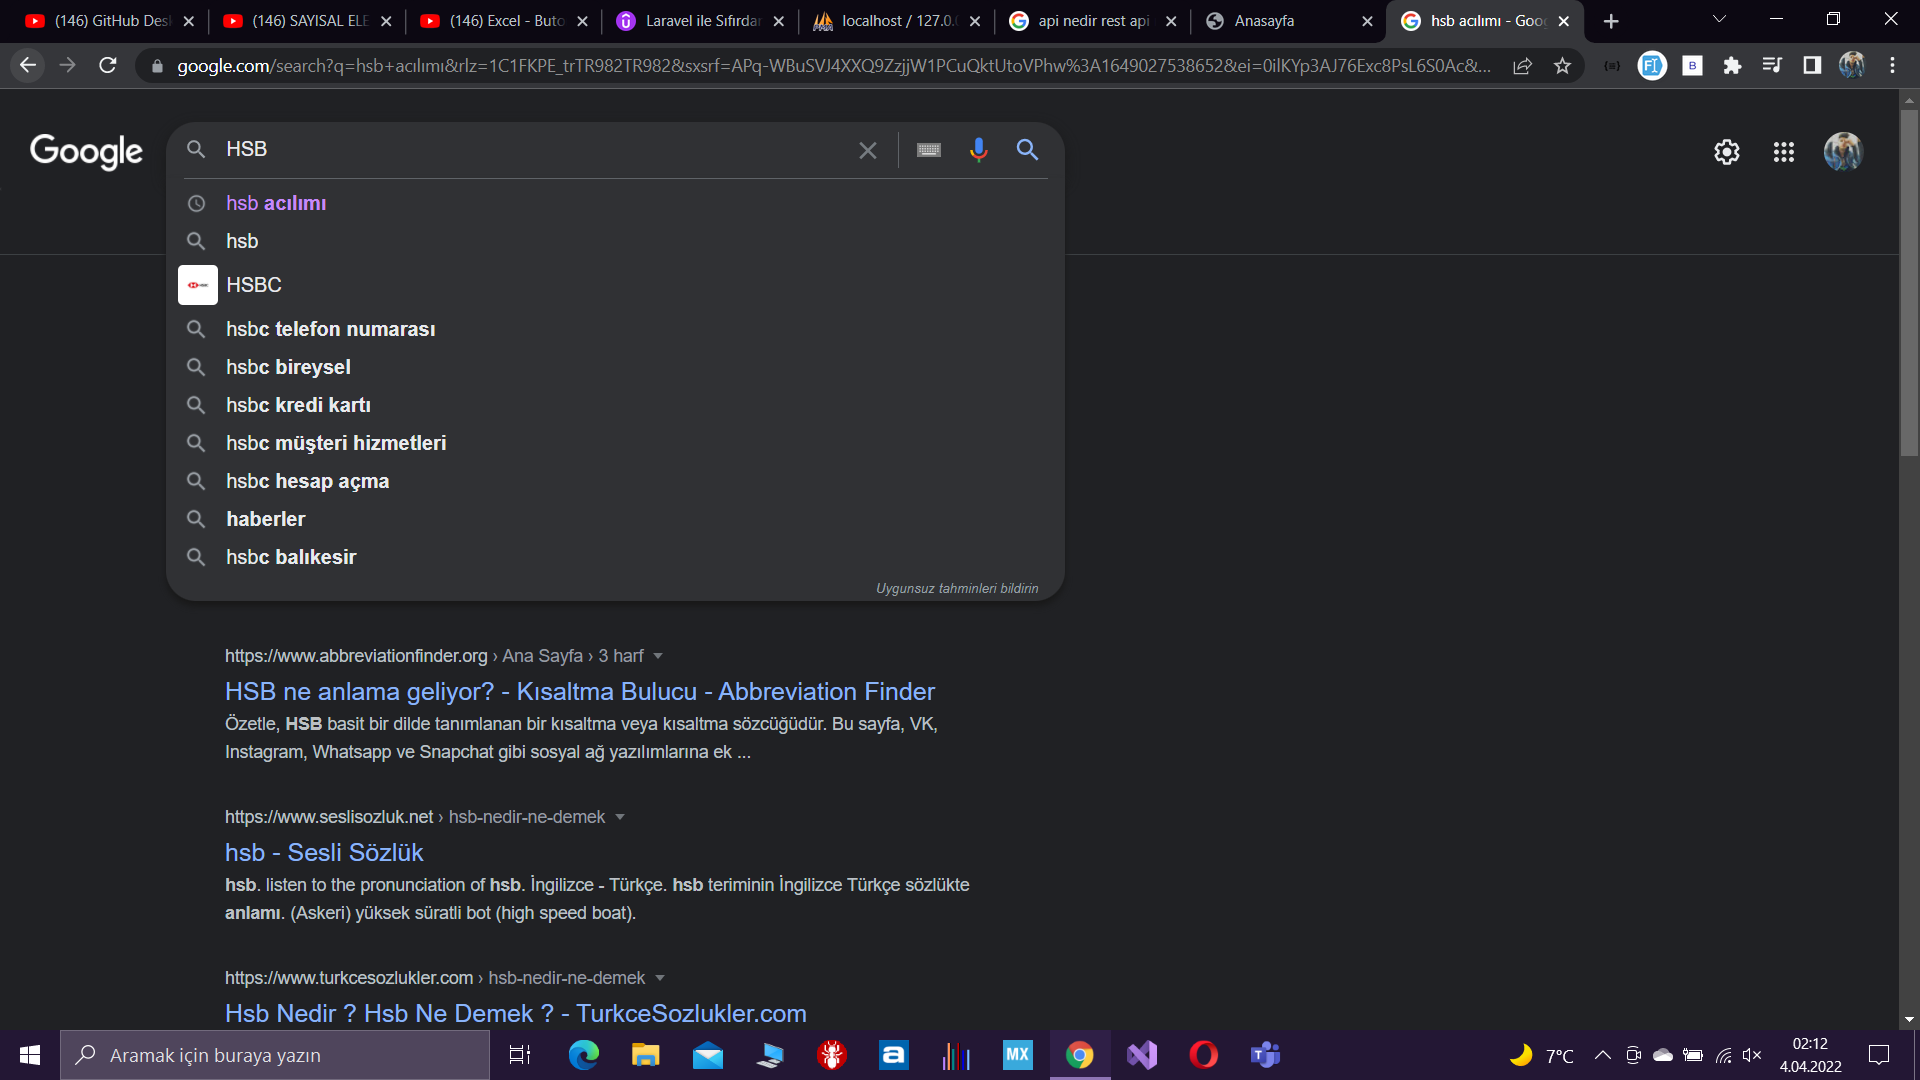 (146) GitHub Des
(146) SAYISAL ELE
(146) Excel - Buto
Laravel ile Sıfırdan
localhost / 127.0.0
api nedir rest api
Anasayfa
hsb acılımı - Goo
google.com/search?q=hsb+acılımı&rlz=1C1FKPE_trTR982TR982&sxsrf=APq-WBuSVJ4XXQ9ZzjjW1PCuQktUtoVPhw%3A1649027538652&ei=0ilKYp3AJ76Exc8PsL6S0Ac&...
Google
HSB
hsb acılımı
hsb
HSBC
hsbc telefon numarası
hsbc bireysel
hsbc kredi kartı
hsbc müşteri hizmetleri
hsbc hesap açma
haberler
hsbc balıkesir
Uygunsuz tahminleri bildirin
https://www.abbreviationfinder.org › Ana Sayfa › 3 harf
HSB ne anlama geliyor? - Kısaltma Bulucu - Abbreviation Finder
Özetle, HSB basit bir dilde tanımlanan bir kısaltma veya kısaltma sözcüğüdür. Bu sayfa, VK,
Instagram, Whatsapp ve Snapchat gibi sosyal ağ yazılımlarına ek ...
https://www.seslisozluk.net › hsb-nedir-ne-demek
hsb - Sesli Sözlük
hsb. listen to the pronunciation of hsb. İngilizce - Türkçe. hsb teriminin İngilizce Türkçe sözlükte
anlamı. (Askeri) yüksek süratli bot (high speed boat).
https://www.turkcesozlukler.com › hsb-nedir-ne-demek
Hsb Nedir ? Hsb Ne Demek ? - TurkceSozlukler.com
Aramak için buraya yazın
a
MX
7°C
02:12
4.04.2022